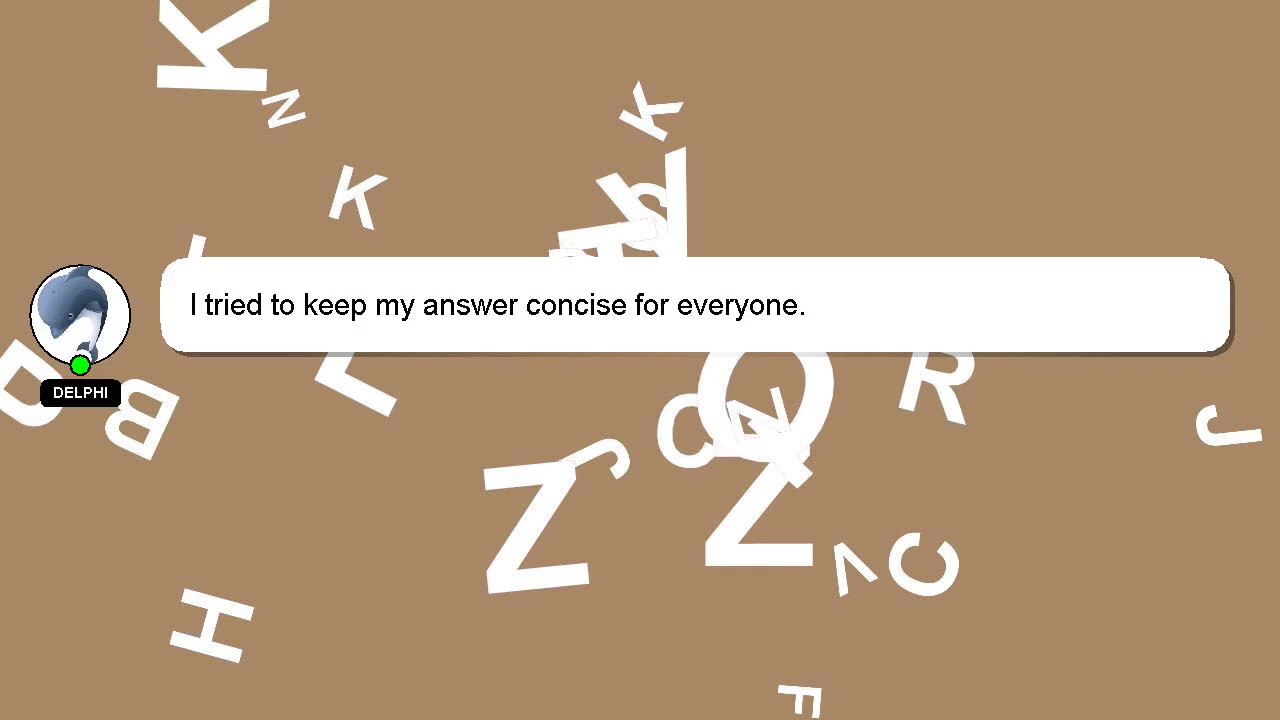 K
N
K
K
S
I tried to keep my answer concise for everyone.
DELPHI
B
L
Q
R
C
N
J
J
Z
Z
V
C
H
F